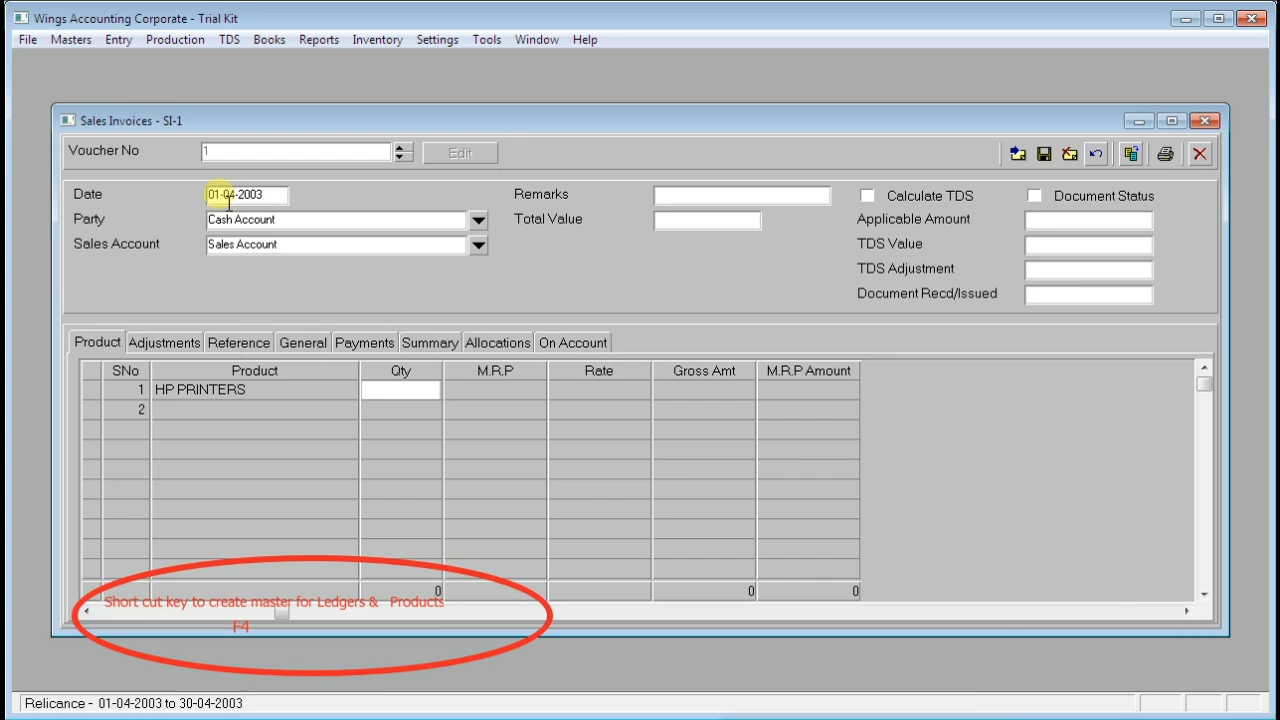 Wings Accounting Corporate - Trial Kit
File Masters Entry Production TDS Books Reports Inventory Settings Tools Window Help
Sales Invoices - SI-1
Voucher No 1 Edit
Date 01-04-2003 Remarks Calculate TDS Document Status
Party Cash Account Total Value Applicable Amount
Sales Account Sales Account TDS Value
TDS Adjustment
Document Recd/Issued
Product Adjustments Reference General Payments Summary Allocations On Account
SNo Product Qty M.R.P Rate Gross Amt M.R.P Amount
1 HP PRINTERS
2
0 0 0
Short cut key to create master for Ledgers & Products
F4
Relicance - 01-04-2003 to 30-04-2003